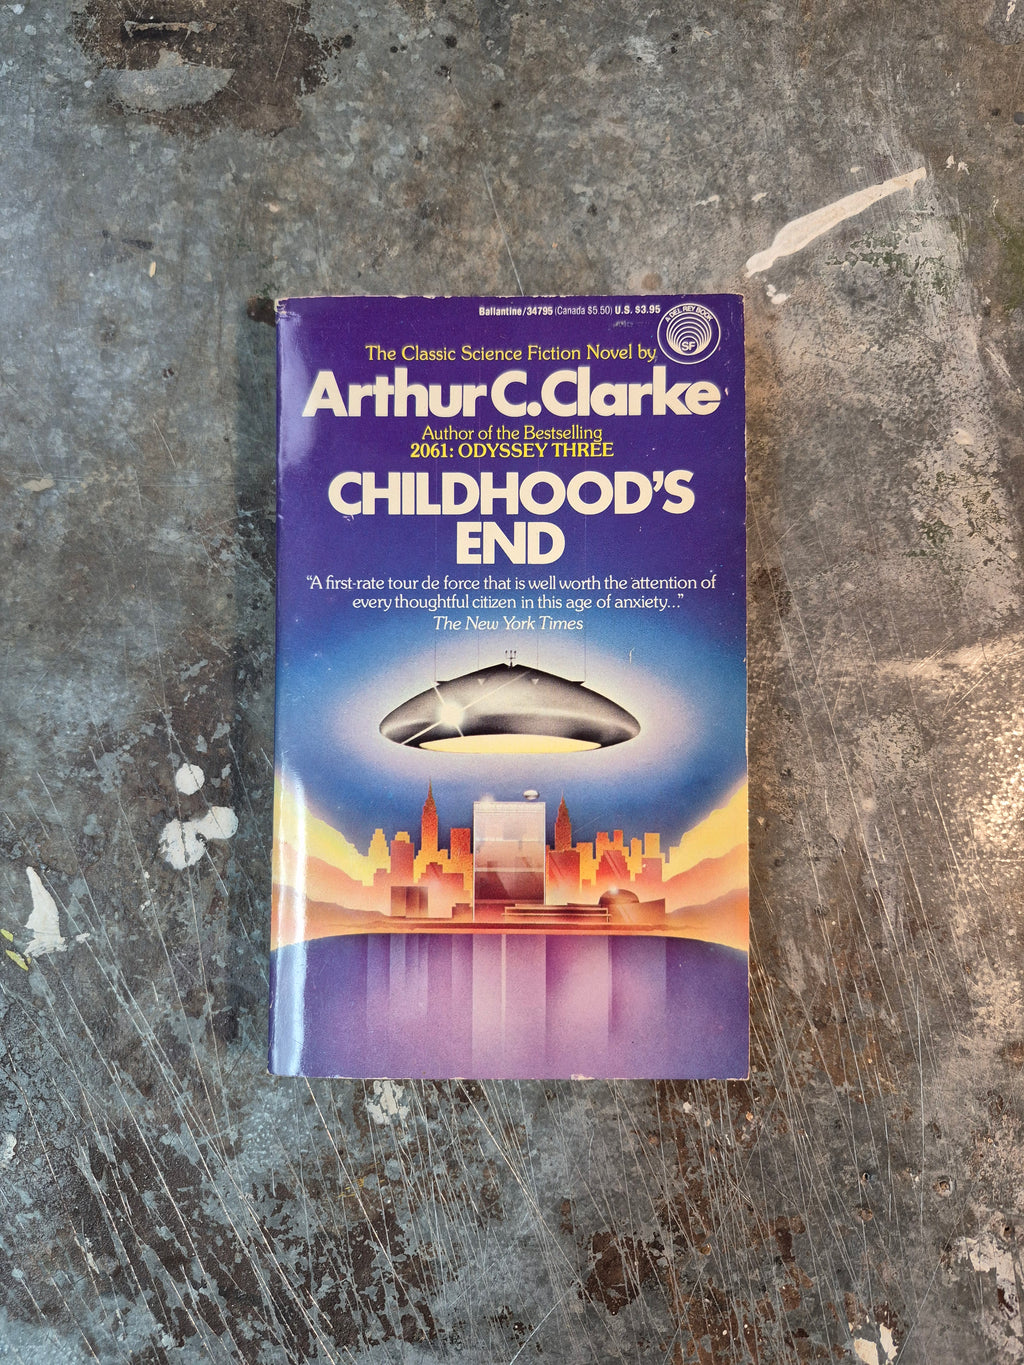 Ballantine/34795 (Canada $5.50) U.S. $3.95
A DEL REY BOOK
SF
The Classic Science Fiction Novel by
Arthur C. Clarke
Author of the Bestselling
2061: ODYSSEY THREE
CHILDHOOD'S
END
"A first-rate tour de force that is well worth the attention of
every thoughtful citizen in this age of anxiety..."
The New York Times